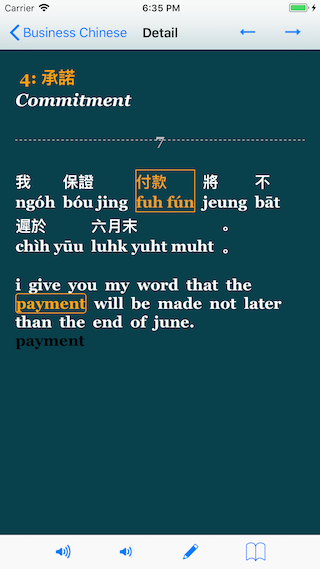 Carrier 6:35 PM
Business Chinese Detail
4: 承諾
Commitment
7
我 保證 付款 將 不
ngóh bóu jing fuh fún jeung bāt
遲於 六月末 。
chìh yū luhk yuht muht 。
i give you my word that the
payment will be made not later
than the end of june.
payment